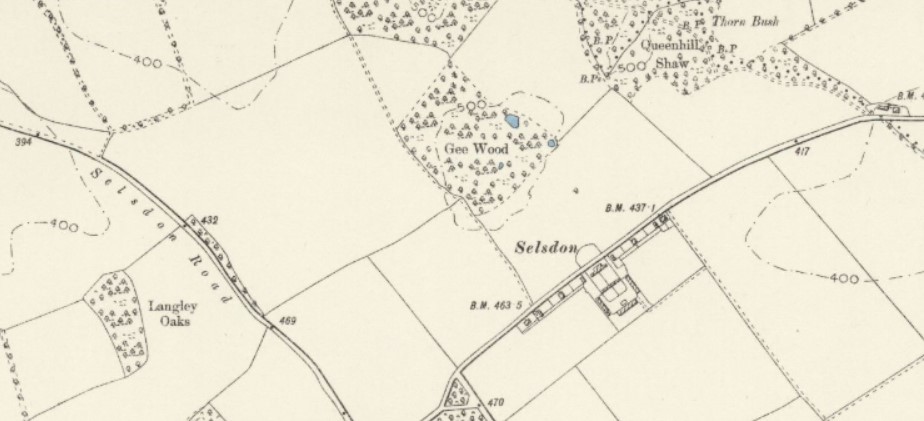 Thorn Bush
B.P.
B.P.
B.P.
Queenhill
Shaw
500
B.P.
400
500
B.M.
394
Gee Wood
417
Selsdon Road
432
B.M. 437·1
400
Selsdon
400
Langley
Oaks
B.M. 463·5
469
470